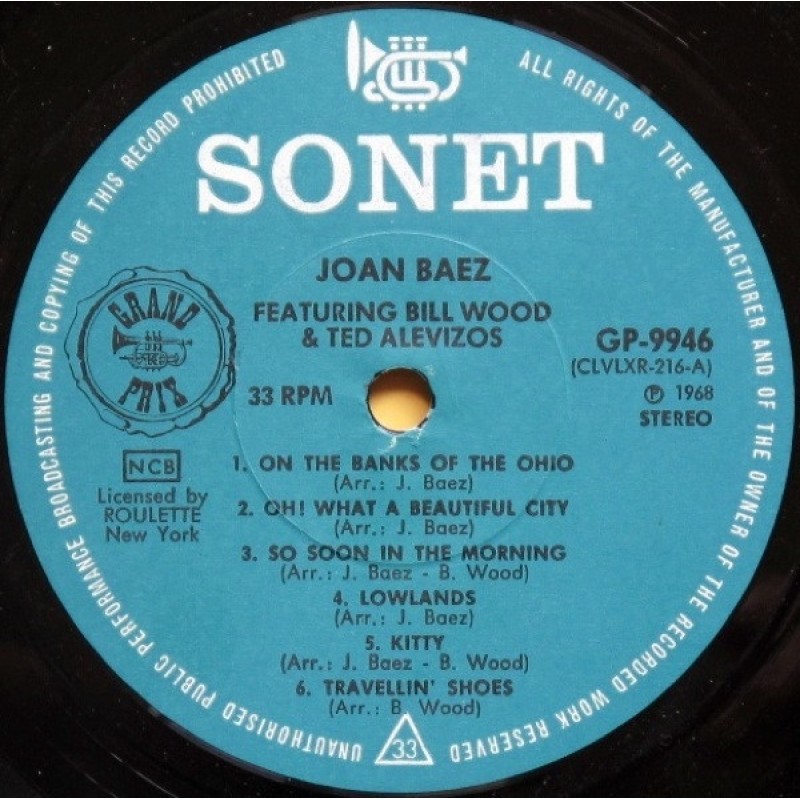 UNAUTHORISED PUBLIC PERFORMANCE BROADCASTING AND COPYING OF THIS RECORD PROHIBITED
ALL RIGHTS OF THE MANUFACTURER AND OF THE OWNER OF THE RECORDED WORK RESERVED
SONET
JOAN BAEZ
FEATURING BILL WOOD
& TED ALEVIZOS
GRAND
PRIX
GP-9946
(CLVLXR-216-A)
33 RPM
℗ 1968
STEREO
NCB
Licensed by
ROULETTE
New York
1. ON THE BANKS OF THE OHIO
(Arr.: J. Baez)
2. OH! WHAT A BEAUTIFUL CITY
(Arr.: J. Baez)
3. SO SOON IN THE MORNING
(Arr.: J. Baez - B. Wood)
4. LOWLANDS
(Arr.: J. Baez)
5. KITTY
(Arr.: J. Baez - B. Wood)
6. TRAVELLIN' SHOES
(Arr.: B. Wood)
33